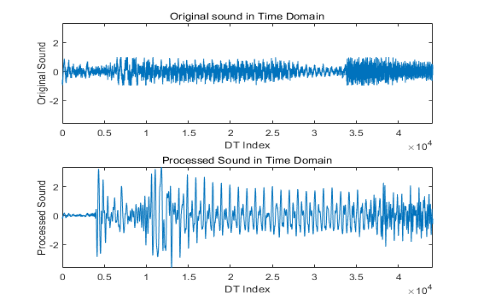 Original sound in Time Domain
Original Sound
2
0
-2
0 0.5 1 1.5 2 2.5 3 3.5 4
DT Index
×10^4
Processed Sound in Time Domain
Processed Sound
2
0
-2
0 0.5 1 1.5 2 2.5 3 3.5 4
DT Index
×10^4